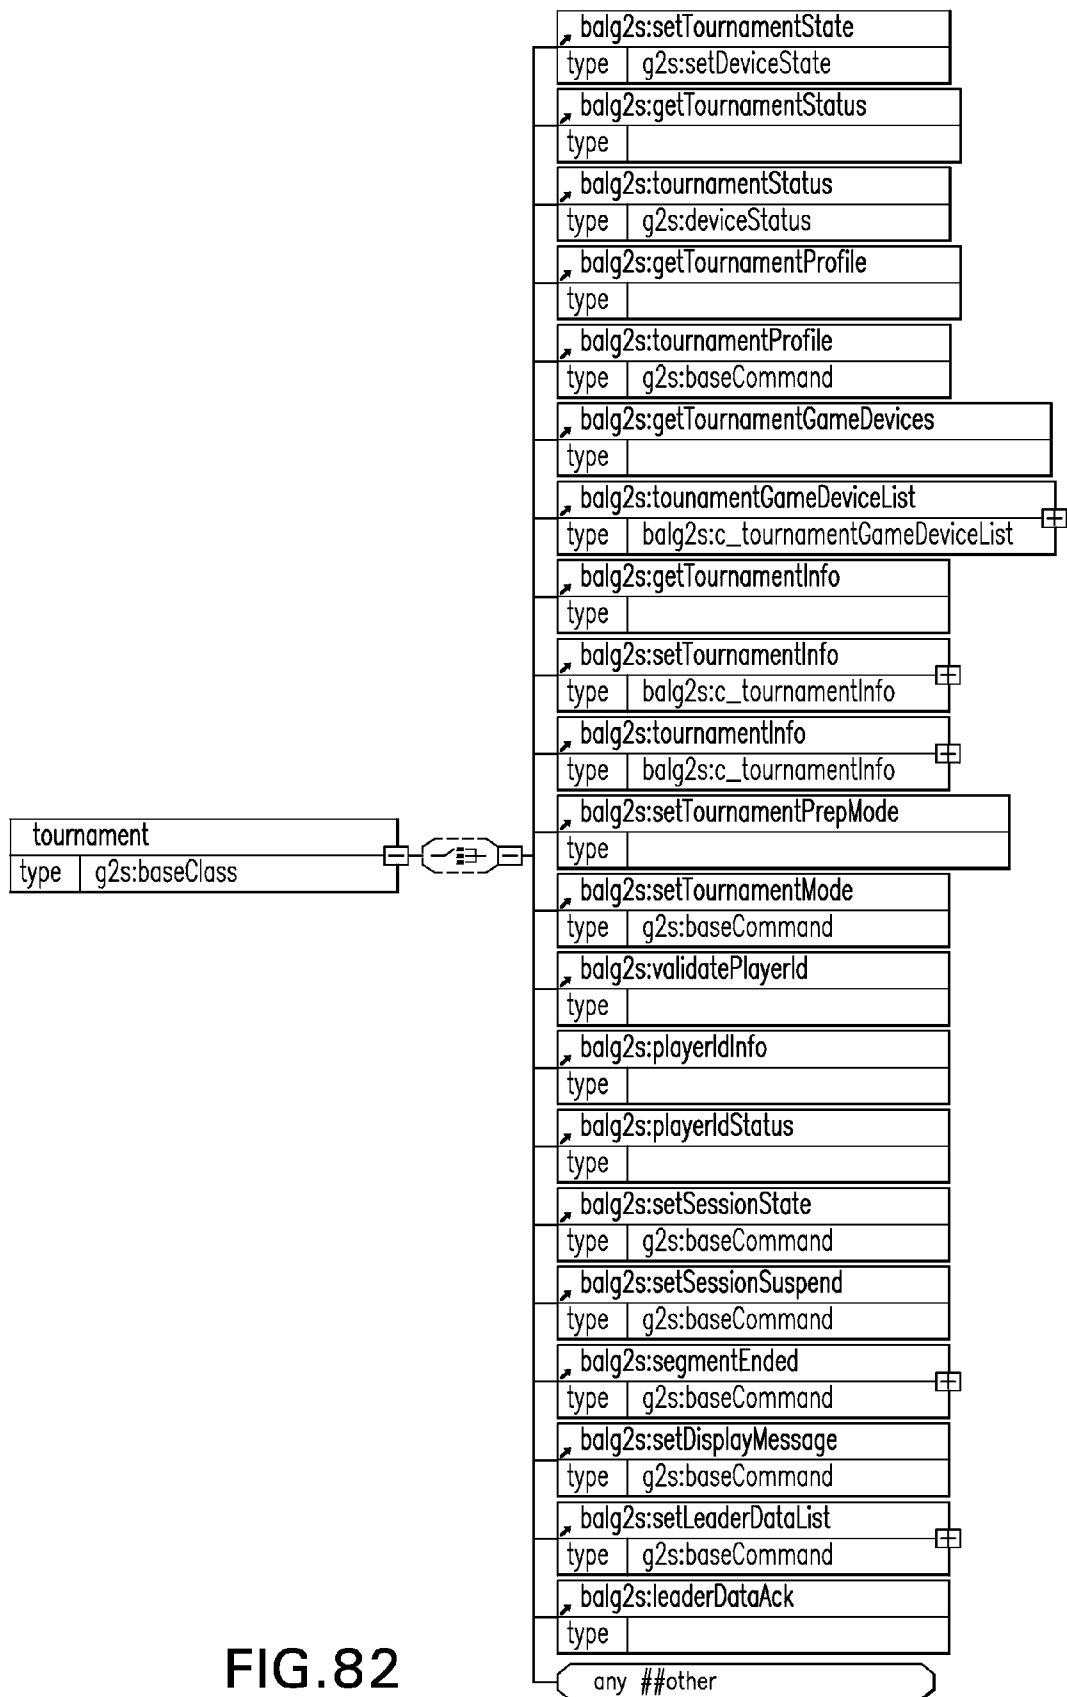 balg2s:setTournamentState
type g2s:setDeviceState
balg2s:getTournamentStatus
type
balg2s:tournamentStatus
type g2s:deviceStatus
balg2s:getTournamentProfile
type
balg2s:tournamentProfile
type g2s:baseCommand
balg2s:getTournamentGameDevices
type
balg2s:tounamentGameDeviceList
type balg2s:c_tournamentGameDeviceList
balg2s:getTournamentInfo
type
balg2s:setTournamentInfo
type balg2s:c_tournamentInfo
balg2s:tournamentInfo
type balg2s:c_tournamentInfo
balg2s:setTournamentPrepMode
type
tournament
type g2s:baseClass
balg2s:setTournamentMode
type g2s:baseCommand
balg2s:validatePlayerId
type
balg2s:playerIdInfo
type
balg2s:playerIdStatus
type
balg2s:setSessionState
type g2s:baseCommand
balg2s:setSessionSuspend
type g2s:baseCommand
balg2s:segmentEnded
type g2s:baseCommand
balg2s:setDisplayMessage
type g2s:baseCommand
balg2s:setLeaderDataList
type g2s:baseCommand
balg2s:leaderDataAck
type
any ##other
FIG.82